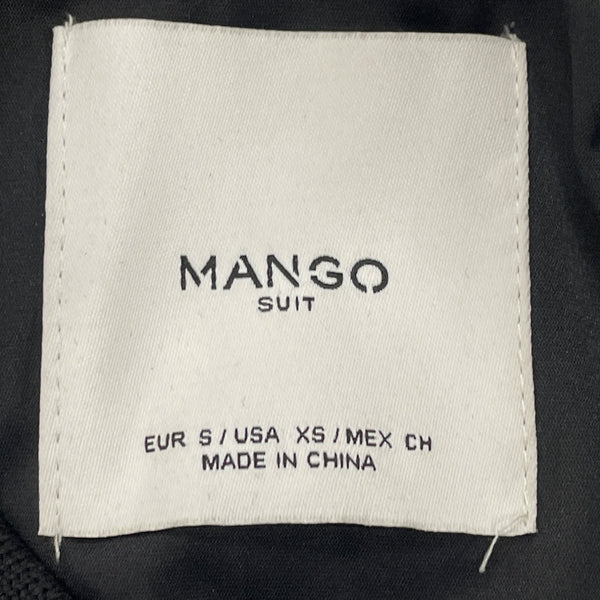 MANGO
SUIT
EUR S / USA XS / MEX CH
MADE IN CHINA